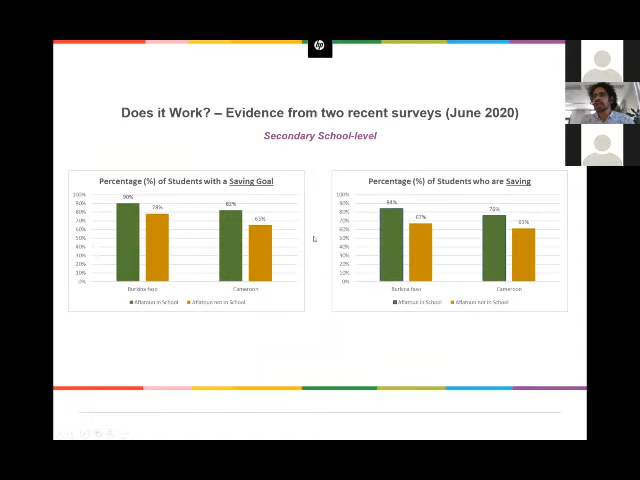 hp
Does it Work? – Evidence from two recent surveys (June 2020)
Secondary School-level
Percentage (%) of Students with a Saving Goal
100%
90%
80%
70%
60%
50%
40%
30%
20%
10%
0%
90%
78%
82%
65%
Burkina Faso
Cameroon
Aflatoun in School
Aflatoun not in School
Percentage (%) of Students who are Saving
100%
90%
80%
70%
60%
50%
40%
30%
20%
10%
0%
84%
67%
76%
61%
Burkina Faso
Cameroon
Aflatoun in School
Aflatoun not in School